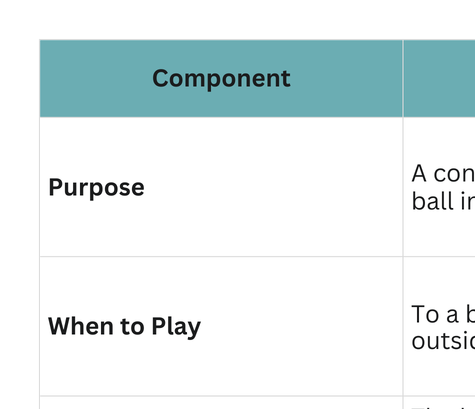 Component
Purpose
A con
ball in
When to Play
To a b
outsid